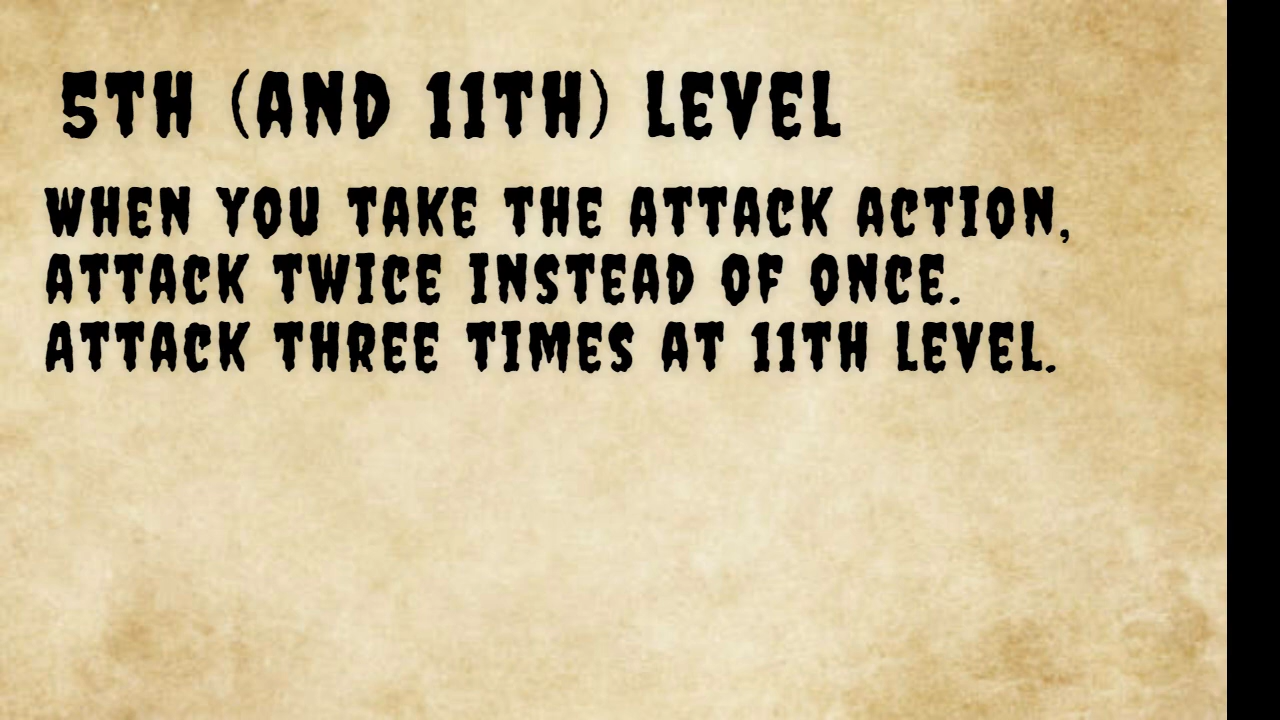 5TH (AND 11TH) LEVEL
WHEN YOU TAKE THE ATTACK ACTION,
ATTACK TWICE INSTEAD OF ONCE.
ATTACK THREE TIMES AT 11TH LEVEL.